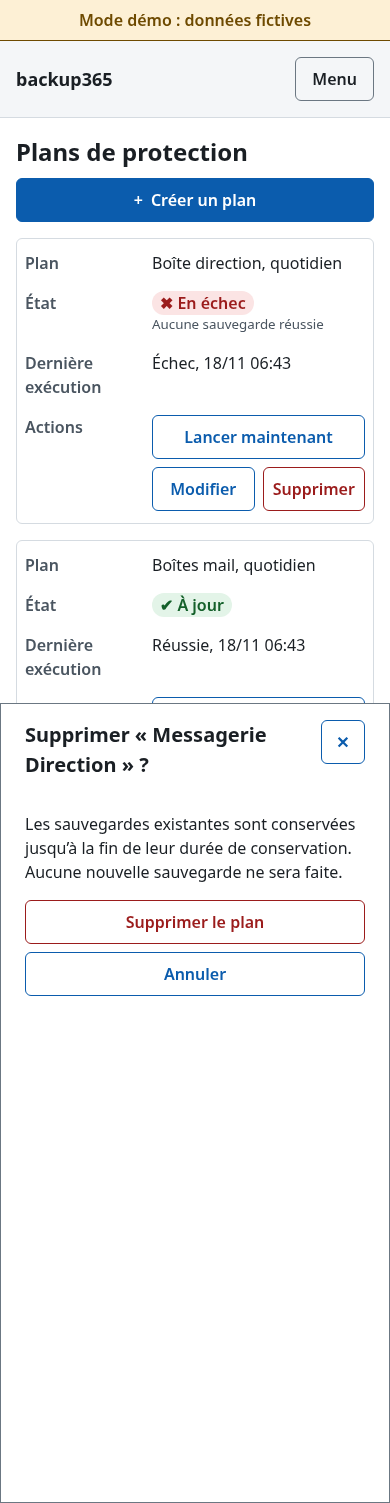 Mode démo : données fictives
backup365
Menu
Plans de protection
+ Créer un plan
Plan
Boîte direction, quotidien
État
✖ En échec
Aucune sauvegarde réussie
Dernière
exécution
Échec, 18/11 06:43
Actions
Lancer maintenant
Modifier
Supprimer
Plan
Boîtes mail, quotidien
État
✔ À jour
Dernière
exécution
Réussie, 18/11 06:43
Supprimer « Messagerie
Direction » ?
✕
Les sauvegardes existantes sont conservées
jusqu’à la fin de leur durée de conservation.
Aucune nouvelle sauvegarde ne sera faite.
Supprimer le plan
Annuler